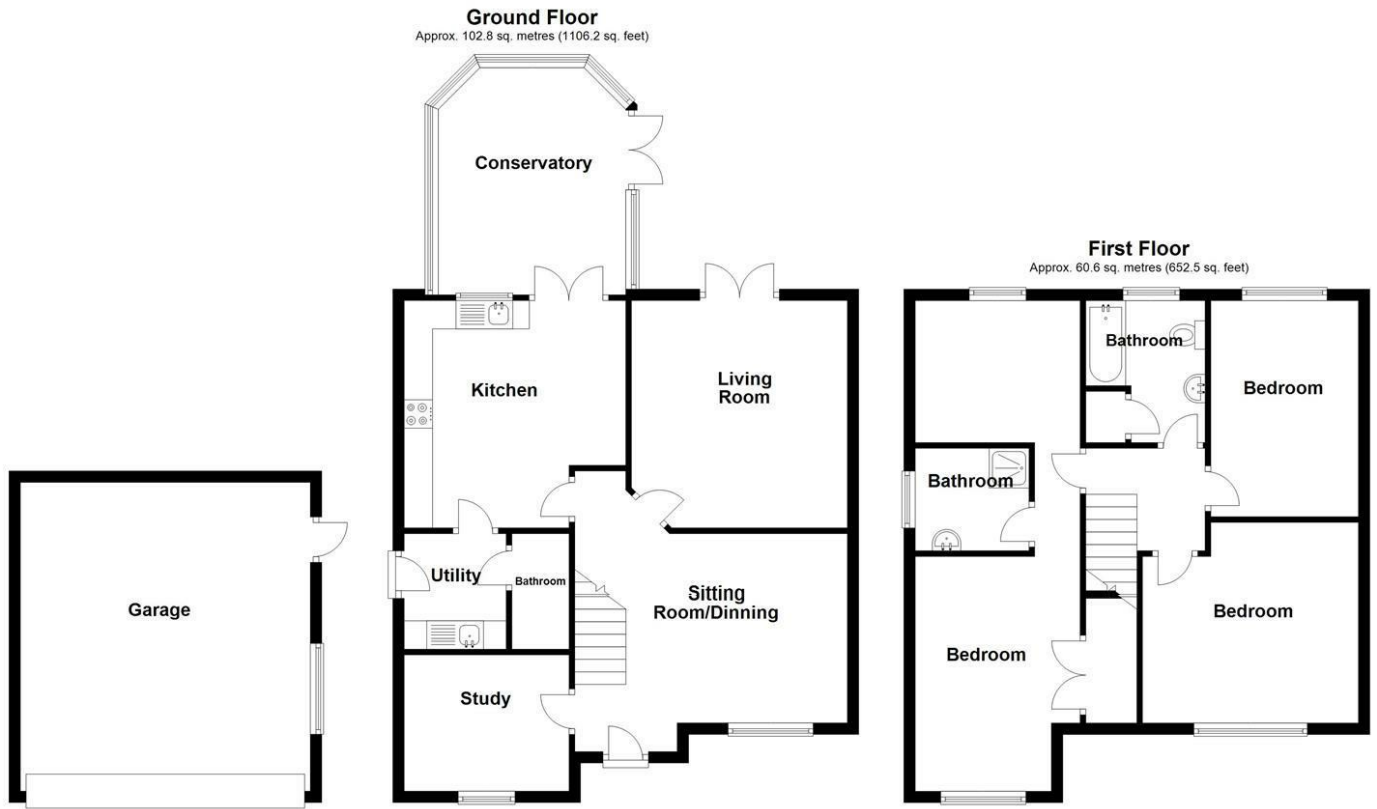 Ground Floor
Approx. 102.8 sq. metres (1106.2 sq. feet)
Conservatory
Kitchen
Living
Room
Garage
Utility
Bathroom
Sitting
Room/Dinning
Study
First Floor
Approx. 60.6 sq. metres (652.5 sq. feet)
Bathroom
Bedroom
Bathroom
Bedroom
Bedroom